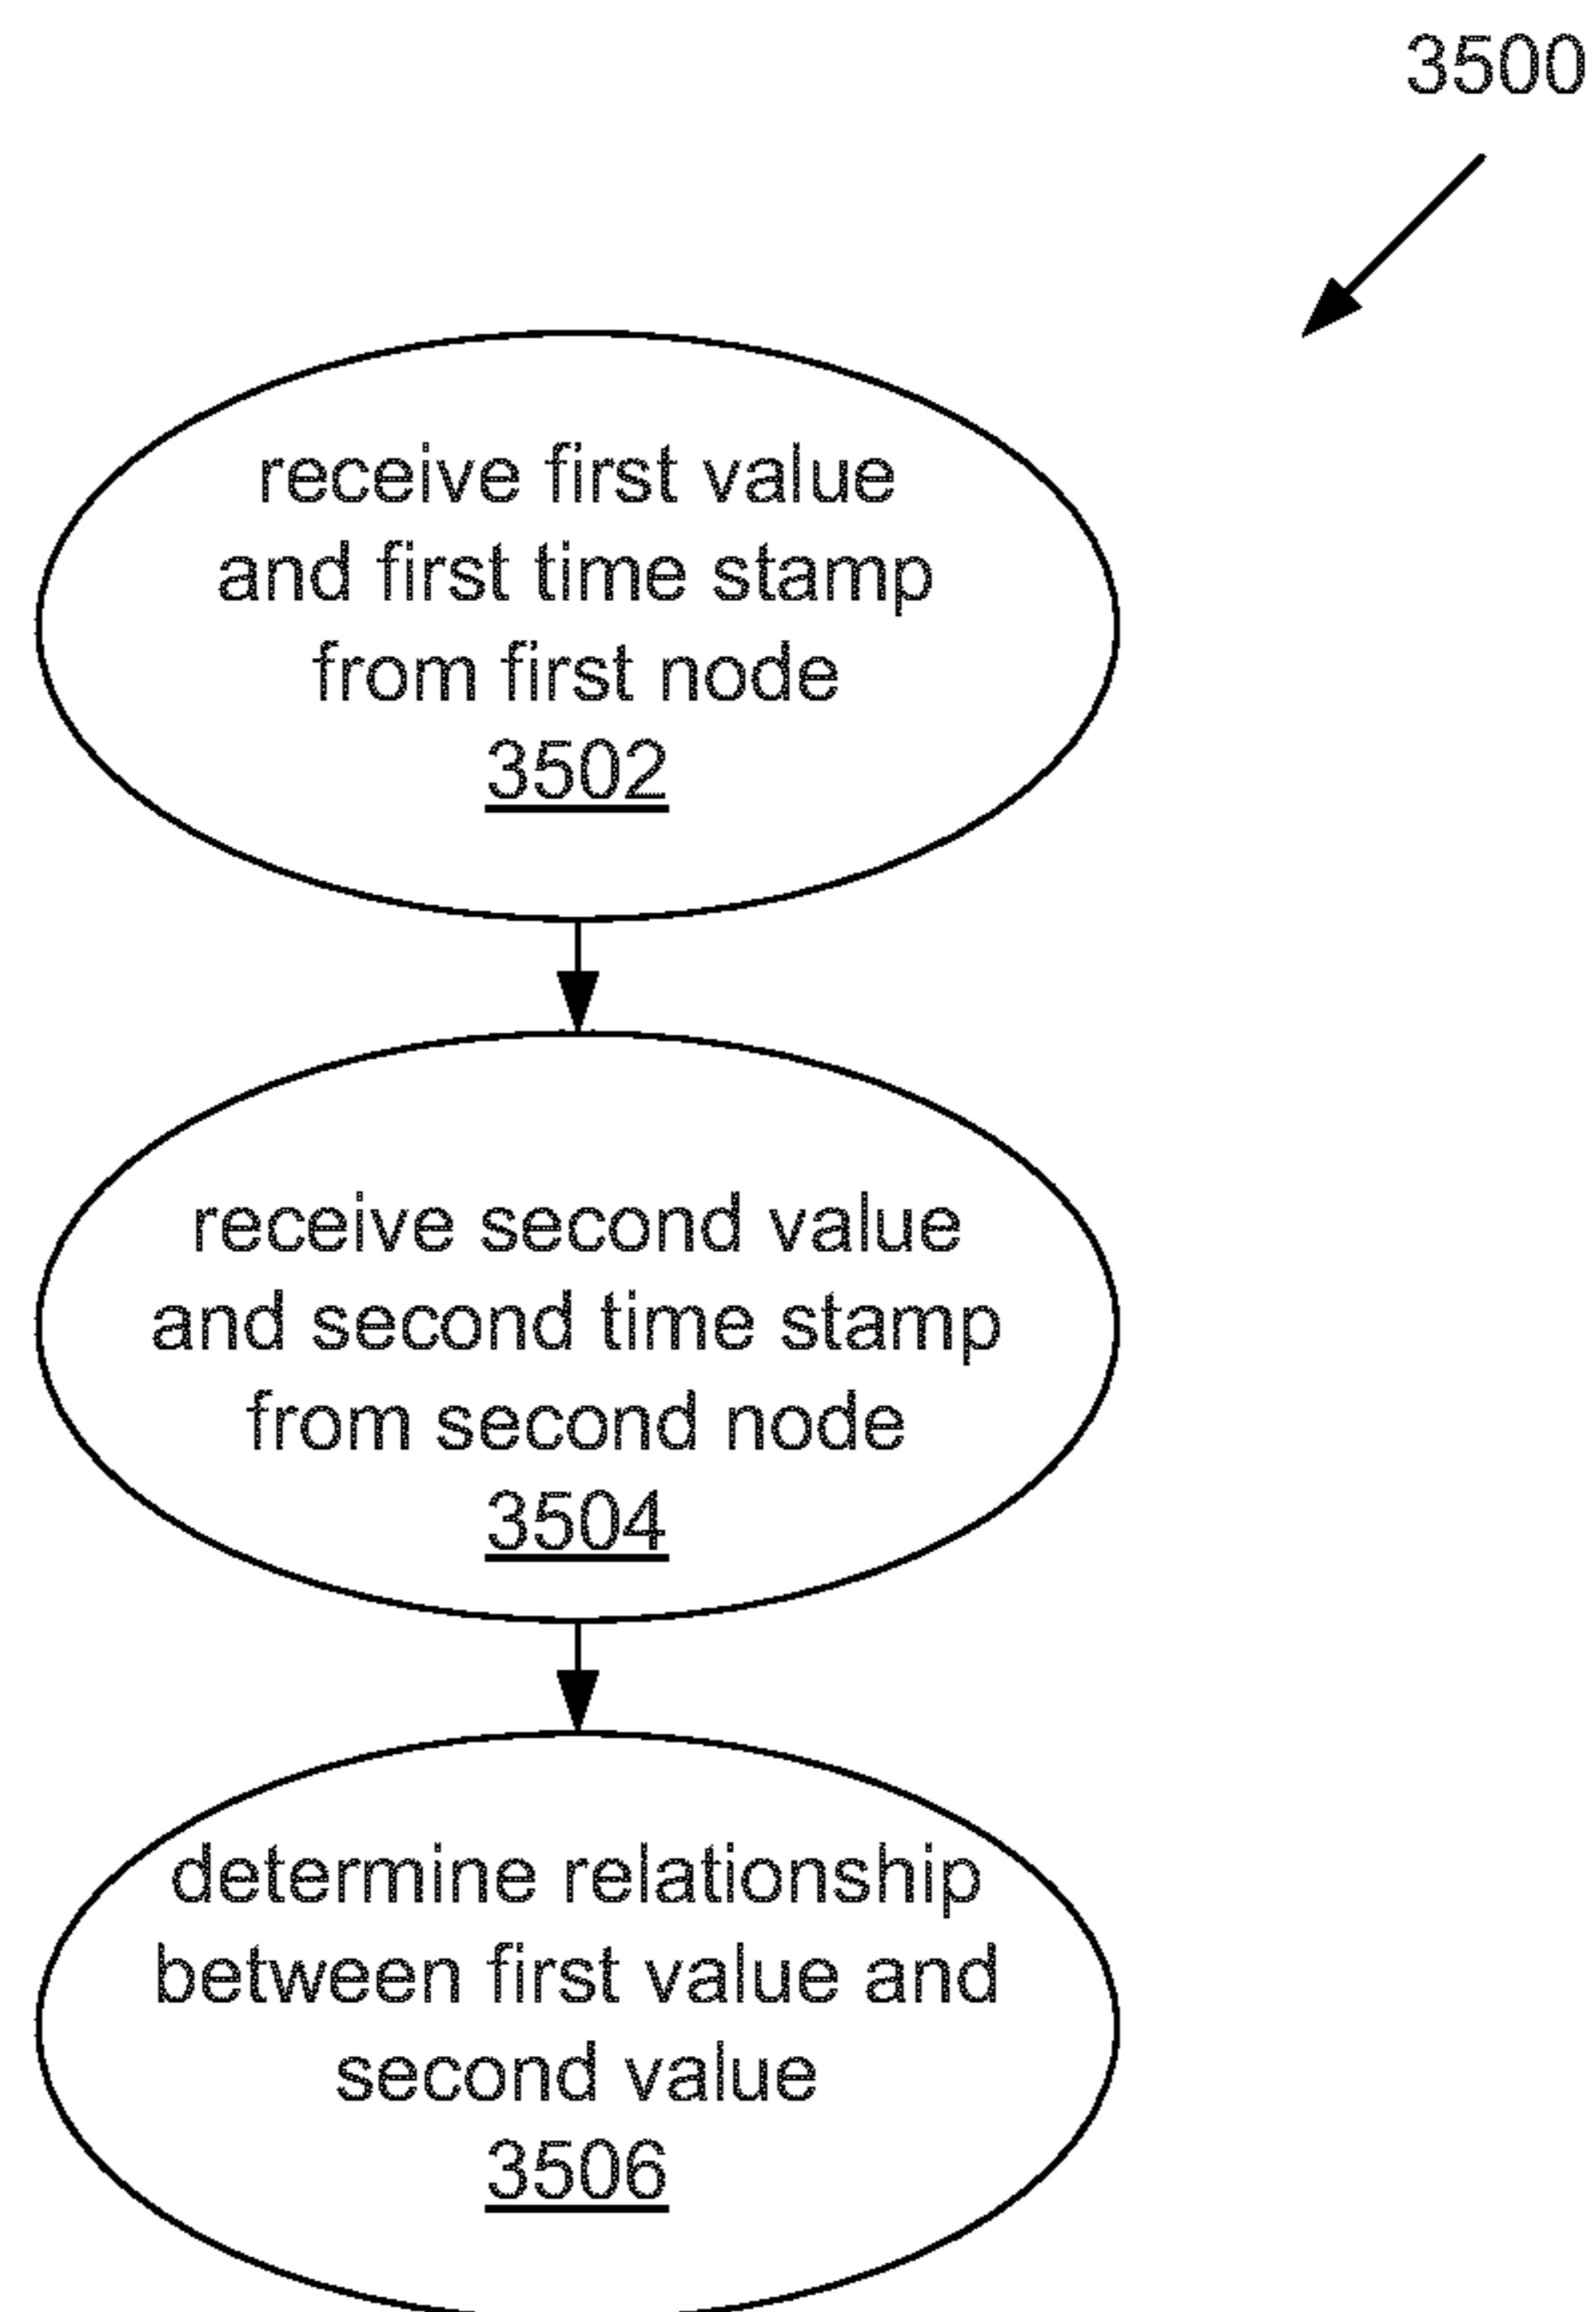 3500
receive first value
and first time stamp
from first node
3502
receive second value
and second time stamp
from second node
3504
determine relationship
between first value and
second value
3506